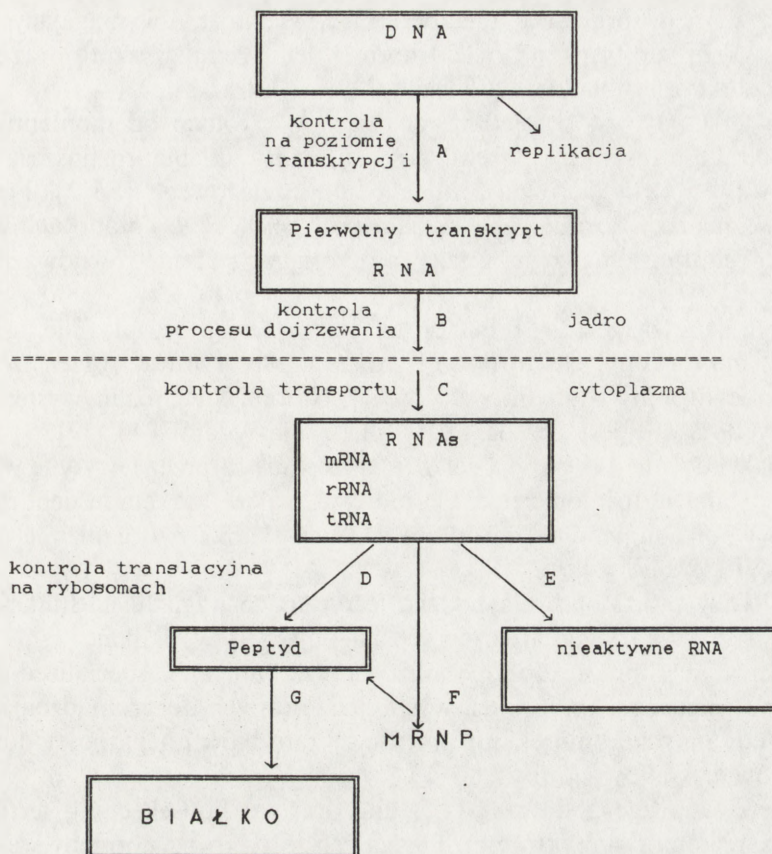 D N A
kontrola
na poziomie
transkrypcji
A
replikacja
Pierwotny transkrypt
R N A
kontrola
procesu dojrzewania
B
jądro
kontrola transportu
C
cytoplazma
R N As
mRNA
rRNA
tRNA
kontrola translacyjna
na rybosomach
D
E
Peptyd
nieaktywne RNA
G
F
M R N P
B I A Ł K O